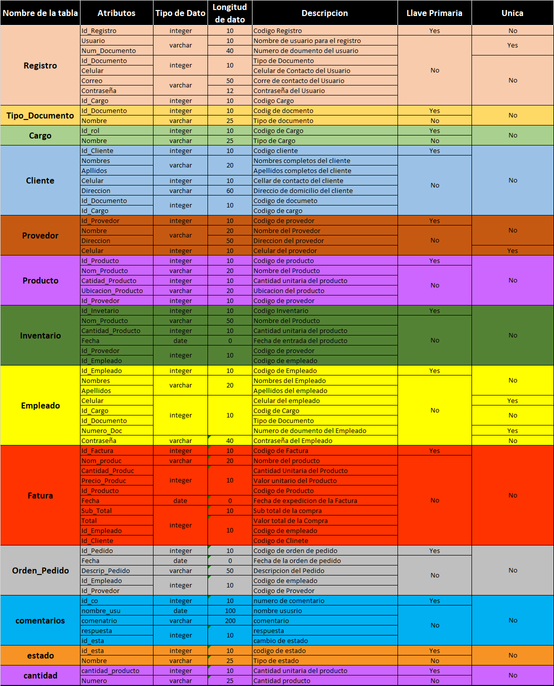 Nombre de la tabla Atributos Tipo de Dato Longitud de dato Descripcion Llave Primaria Unica
Registro
Id_Registro integer 10 Codigo Registro Yes No
Usuario varchar 10 Nombre de usuario para el registro No Yes
Num_Documento 40 Numero de doumento del usuario
Id_Documento integer 10 Tipo de Documento No
Celular Celular de Contacto del Usuario
Correo varchar 50 Corre de contacto del Usuario
Contraseña 12 Contraseña del Usuario
Id_Cargo integer 10 Codigo Cargo
Tipo_Documento
Id_Documento integer 10 Codig de docmento Yes No
Nombre varchar 25 Tipo de documento No
Cargo
Id_rol integer 10 Codigo de Cargo Yes No
Nombre varchar 25 Tipo de Cargo No
Cliente
Id_Cliente integer 10 Codigo cliente Yes No
Nombres varchar 20 Nombres completos del cliente No
Apllidos Apellidos completos del cliente
Celular integer 10 Cellar de contacto del cliente
Direccion varchar 60 Direccio de domicilio del cliente
Id_Documento integer 10 Codigo de documeto
Id_Cargo Codigo de cargo
Provedor
Id_Provedor integer 10 Codigo de provedor Yes No
Nombre varchar 20 Nombre del Provedor No
Direccion 50 Direccion del provedor
Celular integer 10 Celular del provedor Yes
Producto
Id_Producto integer 10 Codigo de producto Yes No
Nom_Producto varchar 20 Nombre del Producto No
Catidad_Producto integer 10 Cantidad unitaria del producto
Ubicacion_Producto varchar 20 Ubicacion del producto
Id_Provedor integer 10 Codigo de provedor
Inventario
Id_Invetario integer 10 Codigo Inventario Yes No
Nom_Producto varchar 50 Nombre del Producto No
Cantidad_Producto integer 10 Cantidad unitaria del producto
Fecha date 0 Fecha de entrada del producto
Id_Provedor integer 10 Codigo de provedor
Id_Empleado Codigo de empleado
Empleado
Id_Empleado integer 10 Codigo de Empleado Yes No
Nombres varchar 20 Nombres del Empleado No
Apellidos Apellidos del empleado
Celular integer 10 Celular del empleado Yes
Id_Cargo Codig de Cargo No
Id_Documento Tipo de Documento
Numero_Doc Numero de doumento del Empleado Yes
Contraseña varchar 40 Contraseña del Empleado No
Fatura
Id_Factura integer 10 Codigo de Factura Yes No
Nom_produc varchar 20 Nombre del producto No
Cantidad_Produc integer 10 Cantidad Unitaria del Producto
Precio_Produc Valor unitario del Producto
Id_Producto Codigo de Producto
Fecha date 0 Fecha de expedicion de la Factura
Sub_Total integer 10 Sub total de la compra
Total 10 Valor total de la Compra
Id_Empleado Codigo de empleado
Id_Cliente Codigo de Clinete
Orden_Pedido
Id_Pedido integer 10 Codigo de orden de pedido Yes No
Fecha date 0 Fecha de la orden de pedido No
Descrip_Pedido varchar 50 Descripcion del Pedido
Id_Empleado integer 10 Codigo de empleado
Id_Provedor Codigo de Provedor
comentarios
Id_co integer 10 numero de comentario Yes No
nombre_usu date 100 nombre ususrio No
comenatrio varchar 200 comentario
respuesta integer 10 respuesta
Id_esta cambio de estado
estado
id_esta integer 10 codigo de estado Yes No
Nombre varchar 25 Tipo de estado No
cantidad
cantidad_producto integer 10 Cantidad unitaria del producto Yes No
Numero varchar 25 Cantidad producto No